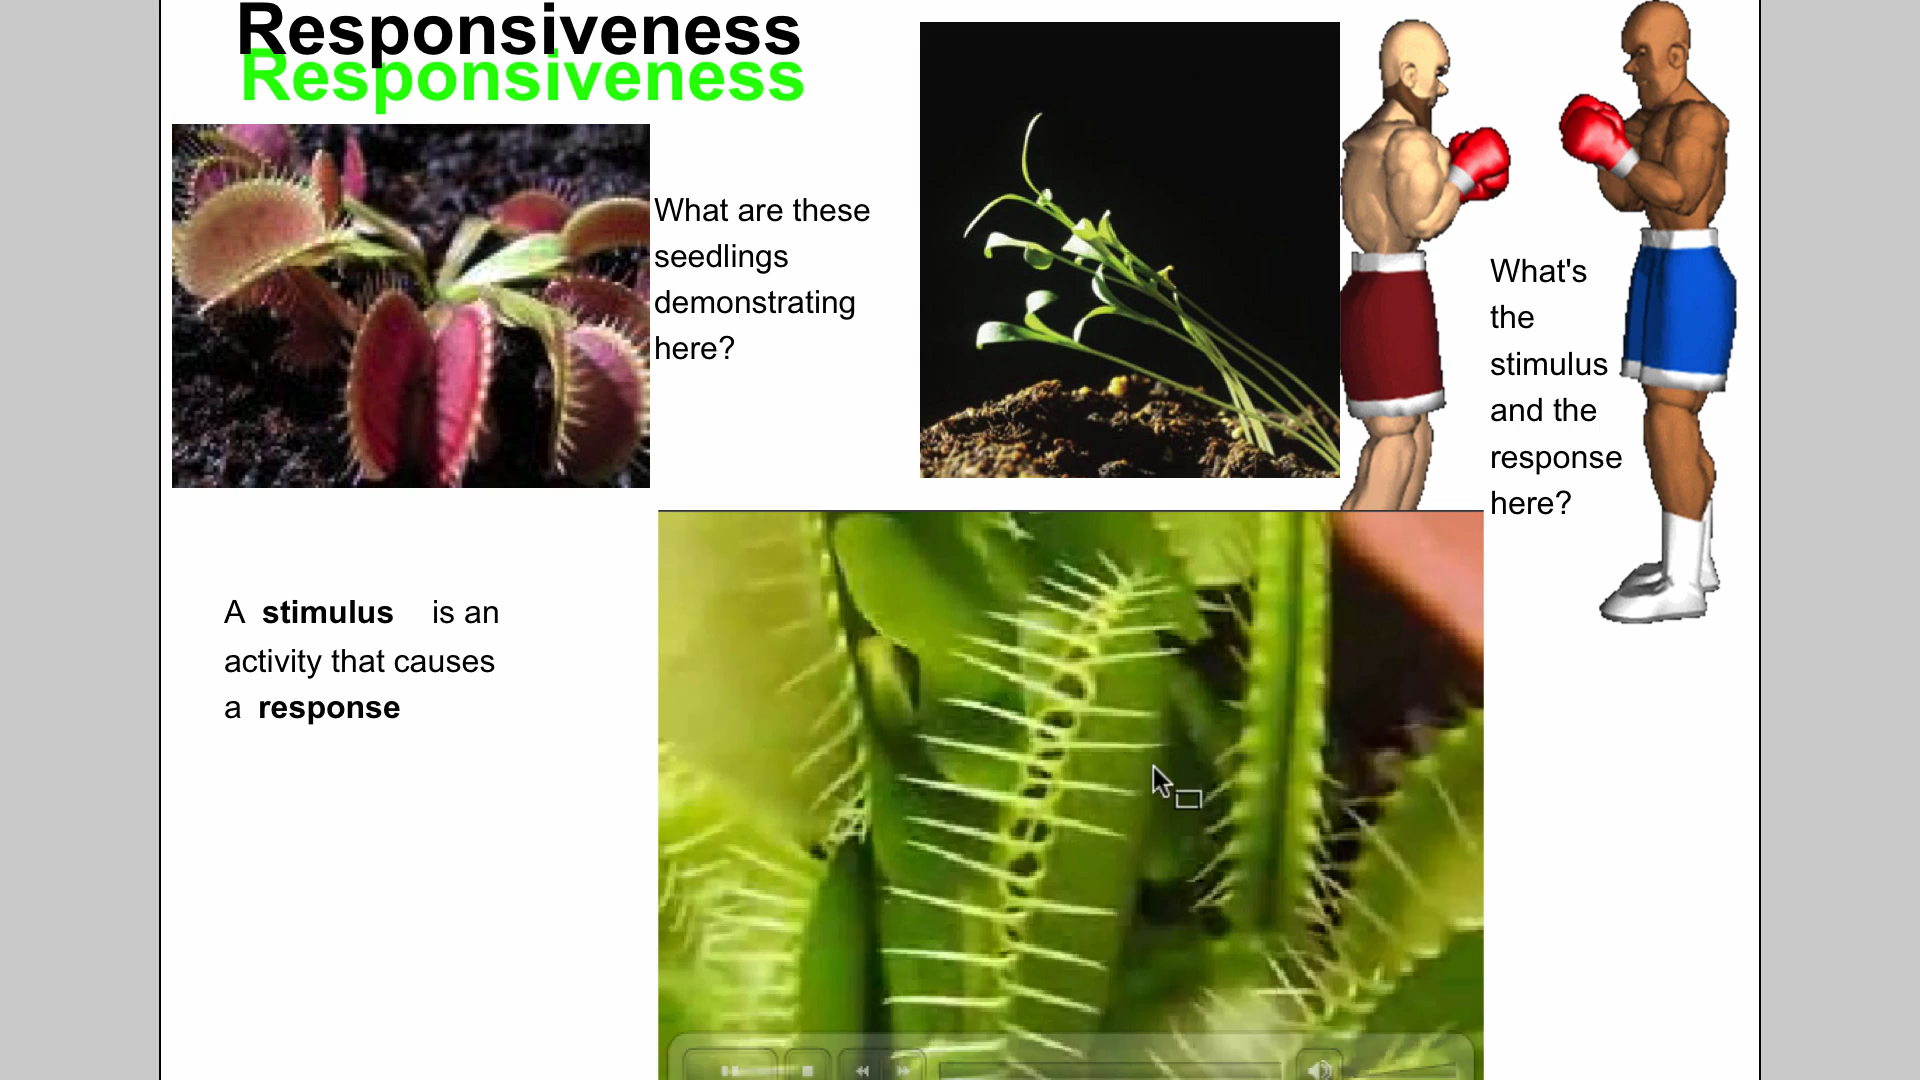 Responsiveness
Responsiveness
What are these
seedlings
demonstrating
here?
What's
the
stimulus
and the
response
here?
A stimulus is an
activity that causes
a response